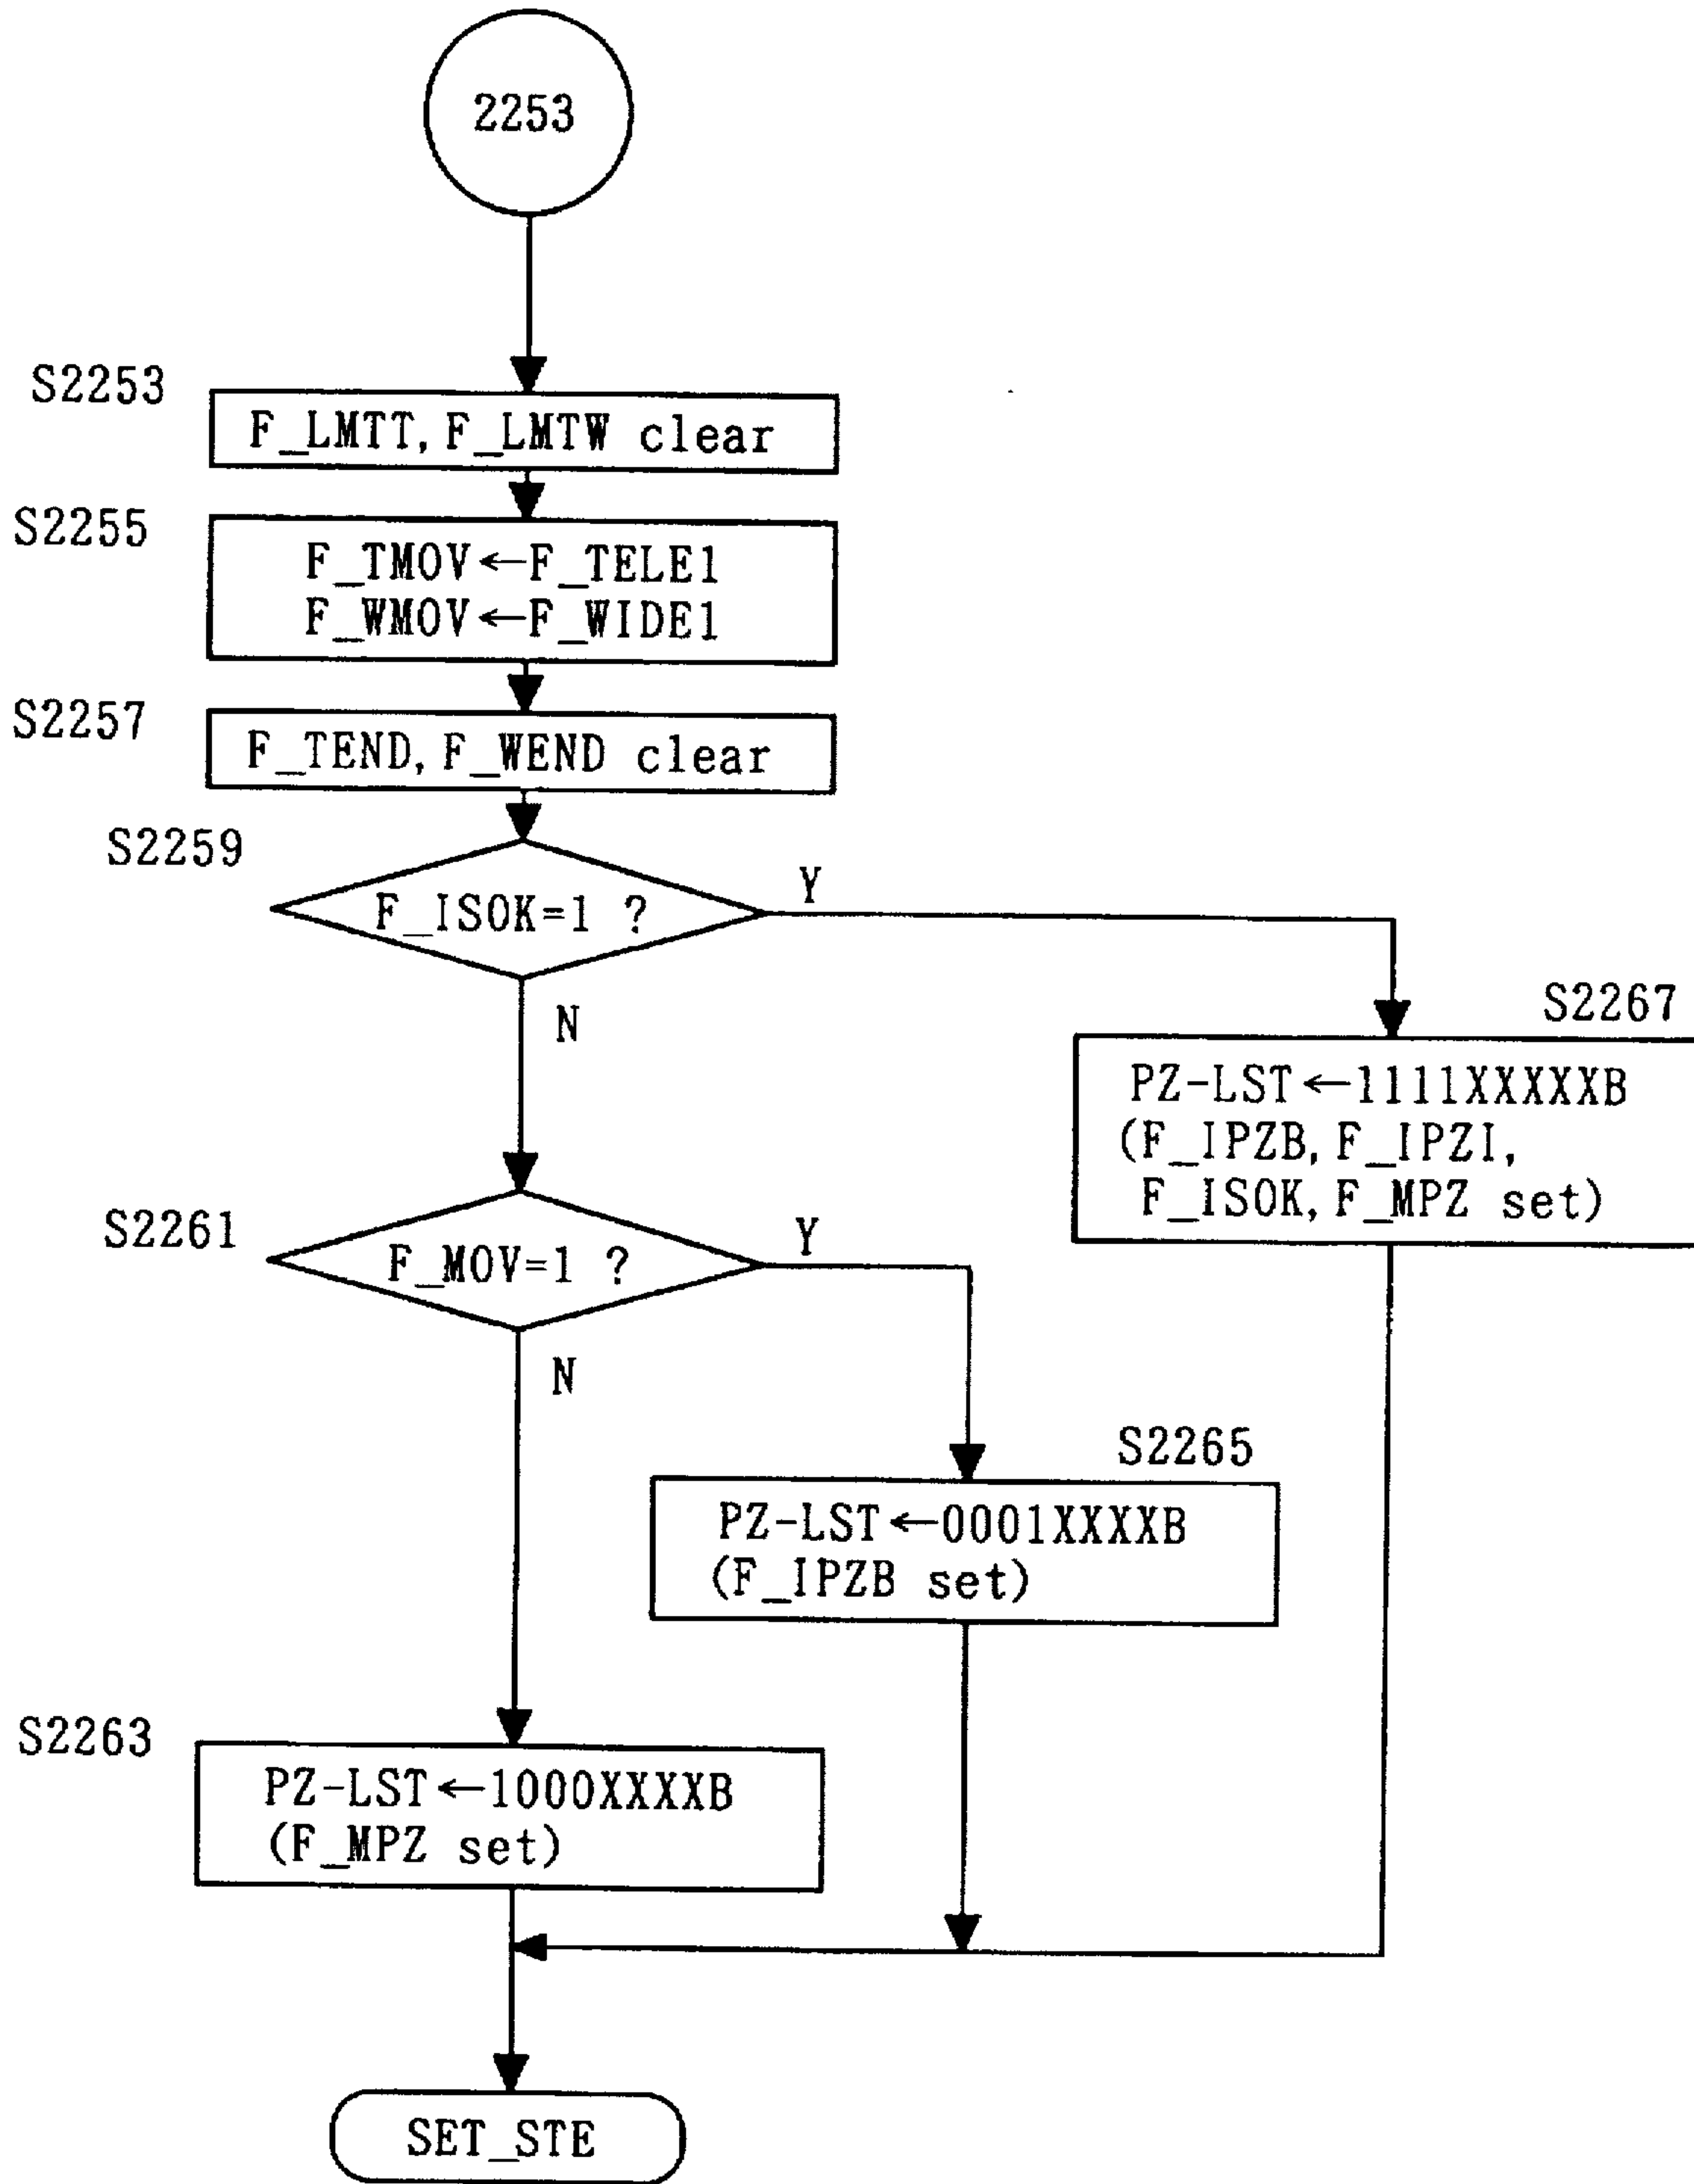 2253
S2253
F_LMTT, F_LMTW clear
S2255
F_TMOV←F_TELE1
F_WMOV←F_WIDE1
S2257
F_TEND, F_WEND clear
S2259
F_ISOK=1 ?
Y
N
S2267
PZ-LST←1111XXXXXB
(F_IPZB, F_IPZI,
F_ISOK, F_MPZ set)
S2261
F_MOV=1 ?
Y
N
S2265
PZ-LST←0001XXXXB
(F_IPZB set)
S2263
PZ-LST←1000XXXXB
(F_MPZ set)
SET_STE